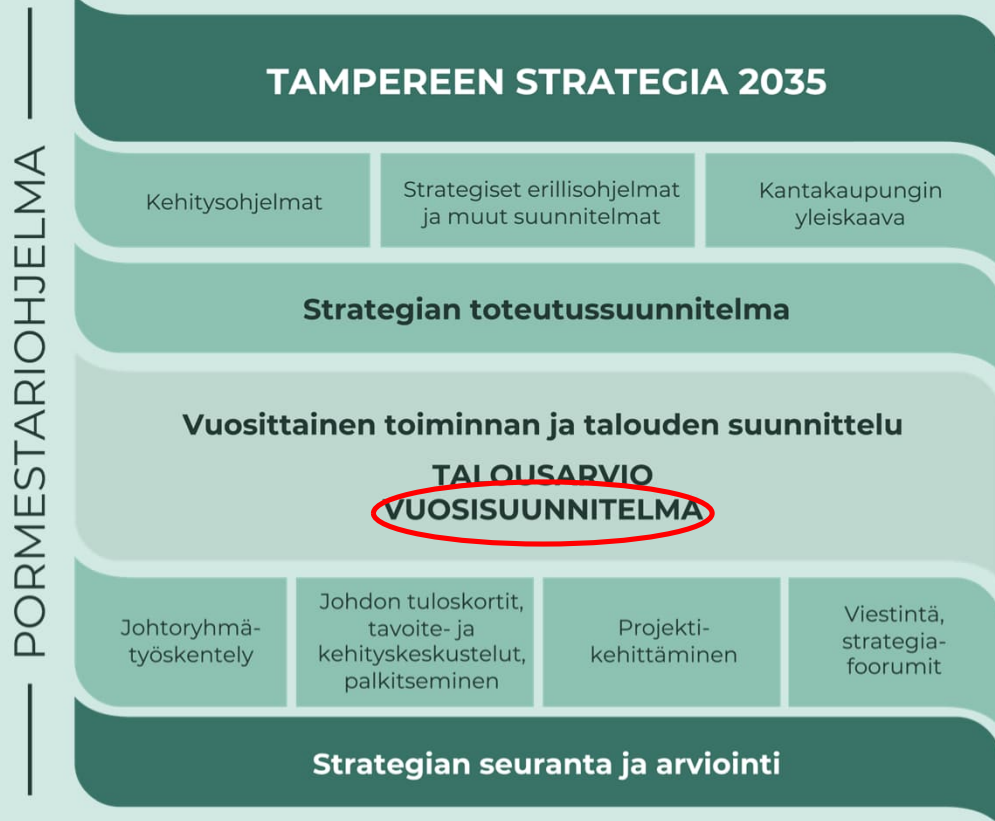 PORMESTARIOHJELMA
TAMPEREEN STRATEGIA 2035
Kehitysohjelmat
Strategiset erillisohjelmat
ja muut suunnitelmat
Kantakaupungin
yleiskaava
Strategian toteutussuunnitelma
Vuosittainen toiminnan ja talouden suunnittelu
TALOUSARVIO
VUOSISUUNNITELMA
Johtoryhmä-
työskentely
Johdon tuloskortit,
tavoite- ja
kehityskeskustelut,
palkitseminen
Projekti-
kehittäminen
Viestintä,
strategia-
foorumit
Strategian seuranta ja arviointi